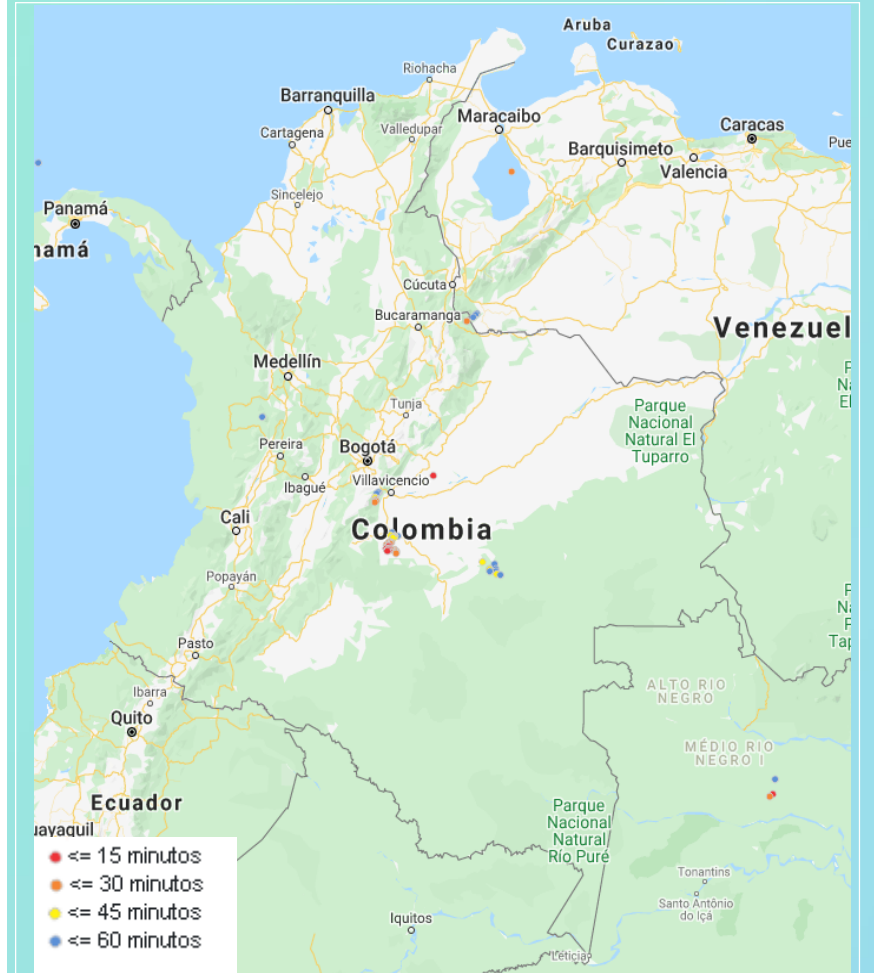 Aruba
Curazao
Riohacha
Barranquilla
Maracaibo
Caracas
Cartagena
Valledupar
Barquisimeto
Valencia
Pue
Sincelejo
Panamá
namá
Cúcuta
Bucaramanga
Venezuel
Medellín
Tunja
Parque
Nacional
Natural El
Tuparro
Pereira
Bogotá
Ibagué
Villavicencio
Cali
Colombia
Popayán
Pasto
Ibarra
Quito
ALTO RIO
NEGRO
MÉDIO RIO
NEGRO I
Ecuador
uayaquil
Parque
Nacional
Natural
Río Puré
Tonantins
Santo Antônio
do Içá
Iquitos
Leticia
<= 15 minutos
<= 30 minutos
<= 45 minutos
<= 60 minutos